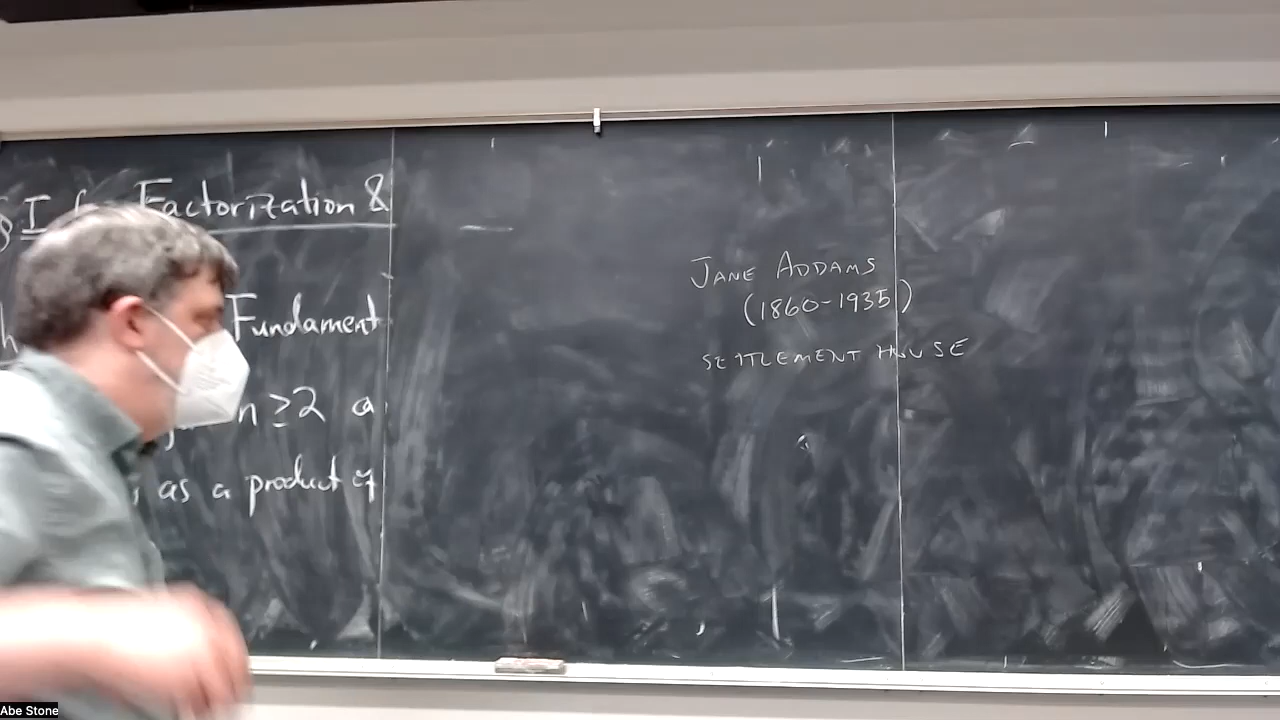 § I Factorization &
Fundament
n ≥ 2 a
as a product of
JANE ADDAMS
(1860-1935)
SETTLEMENT HOUSE
Abe Stone